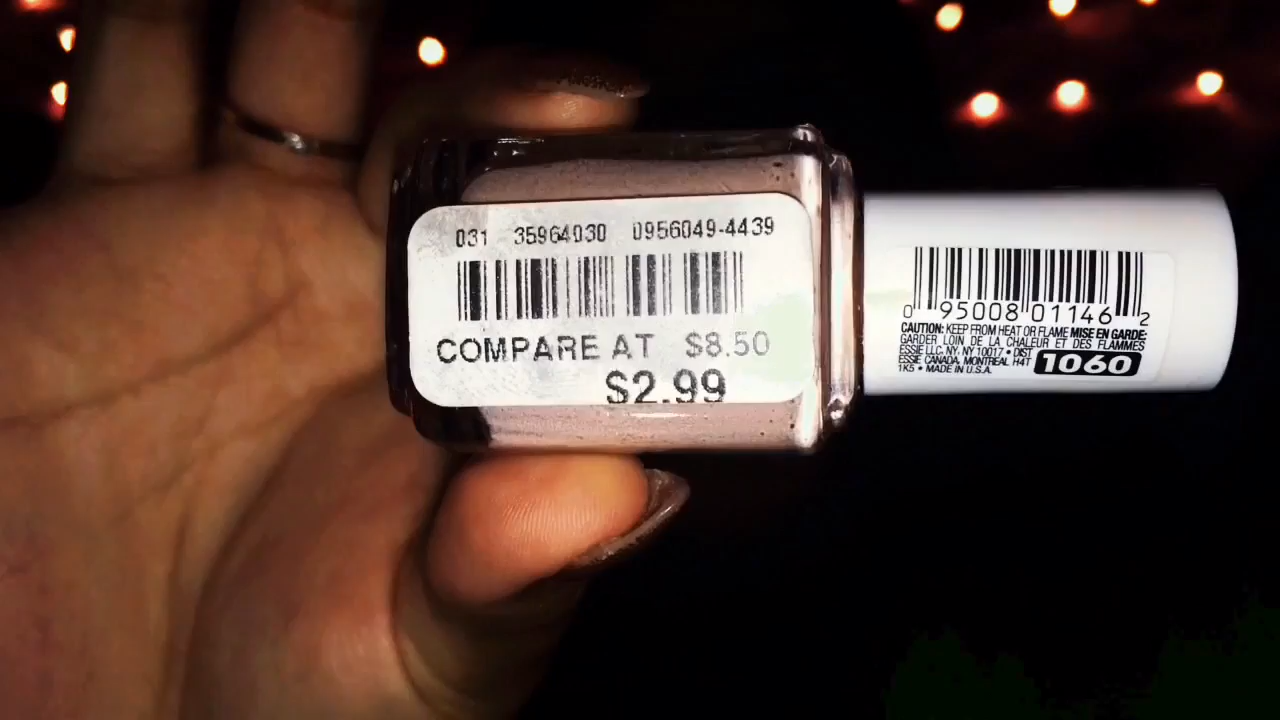 031 35964030 0956049-4439
COMPARE AT $8.50
$2.99
0 95008 01146 2
CAUTION: KEEP FROM HEAT OR FLAME MISE EN GARDE:
GARDER LOIN DE LA CHALEUR ET DES FLAMMES
ESSIE LLC, NY, NY 10017 • DIST
ESSIE CANADA, MONTREAL H4T
1K5 • MADE IN U.S.A.
1060